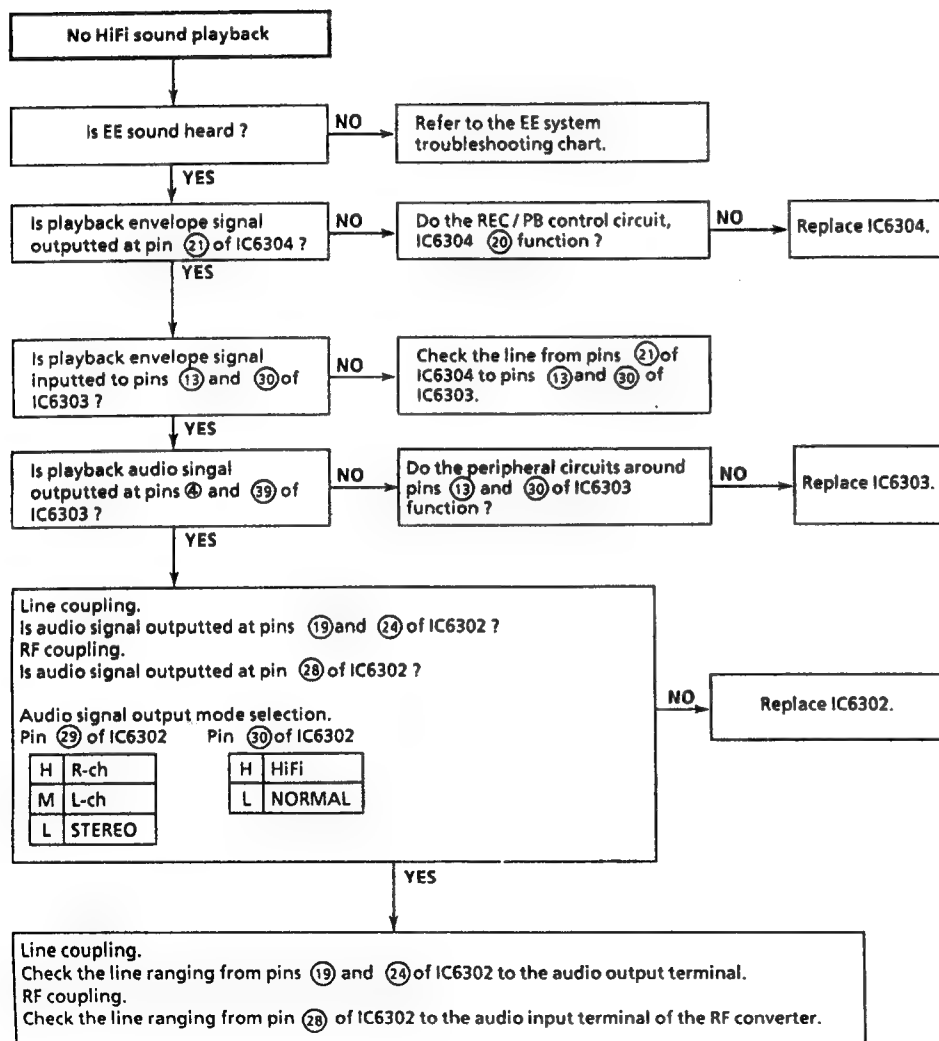 No HiFi sound playback
Is EE sound heard ?
NO
Refer to the EE system
troubleshooting chart.
YES
Is playback envelope signal
outputted at pin ㉑ of IC6304 ?
NO
Do the REC / PB control circuit,
IC6304 ⑳ function ?
NO
Replace IC6304.
YES
Is playback envelope signal
inputted to pins ⑬ and ㉚ of
IC6303 ?
NO
Check the line from pins ㉑ of
IC6304 to pins ⑬ and ㉚ of
IC6303.
YES
Is playback audio singal
outputted at pins ④ and ㊴ of
IC6303 ?
NO
Do the peripheral circuits around
pins ⑬ and ㉚ of IC6303
function ?
NO
Replace IC6303.
YES
Line coupling.
Is audio signal outputted at pins ⑲ and ㉔ of IC6302 ?
RF coupling.
Is audio signal outputted at pin ㉘ of IC6302 ?
Audio signal output mode selection.
Pin ㉙ of IC6302 Pin ㉚ of IC6302
H R-ch H HiFi
M L-ch L NORMAL
L STEREO
NO
Replace IC6302.
YES
Line coupling.
Check the line ranging from pins ⑲ and ㉔ of IC6302 to the audio output terminal.
RF coupling.
Check the line ranging from pin ㉘ of IC6302 to the audio input terminal of the RF converter.